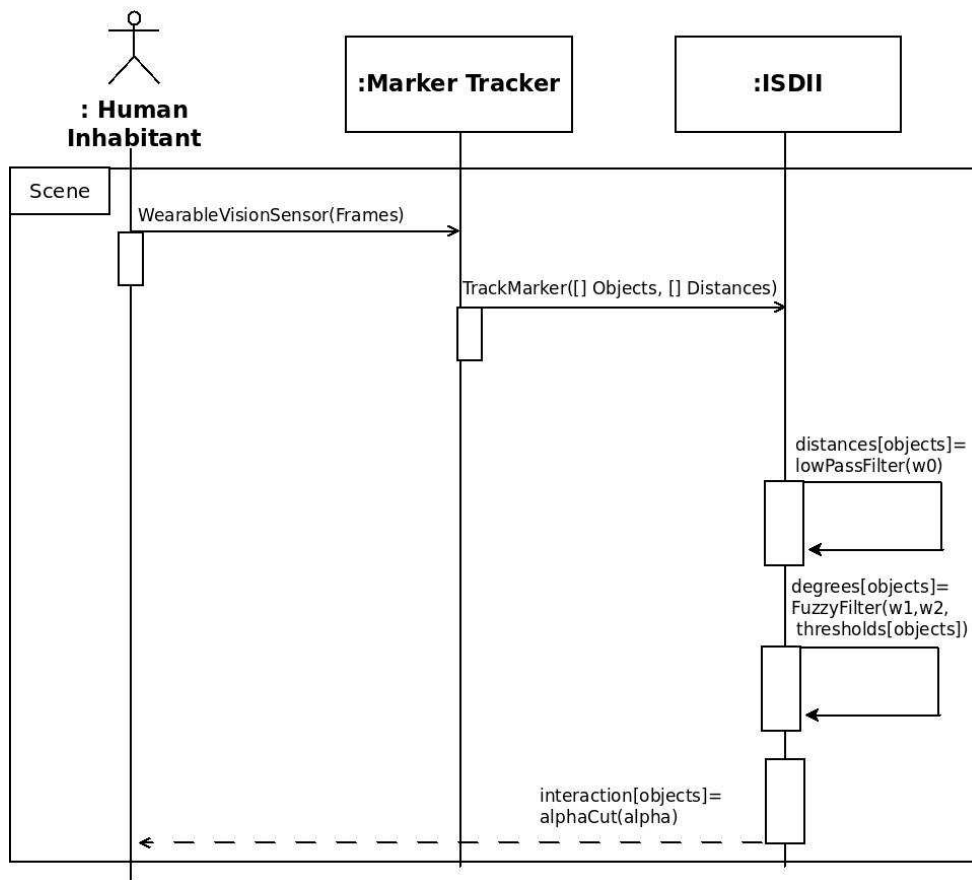 : Human
Inhabitant
:Marker Tracker
:ISDII
Scene
WearableVisionSensor(Frames)
TrackMarker([] Objects, [] Distances)
distances[objects]=
lowPassFilter(w0)
degrees[objects]=
FuzzyFilter(w1,w2,
thresholds[objects])
interaction[objects]=
alphaCut(alpha)